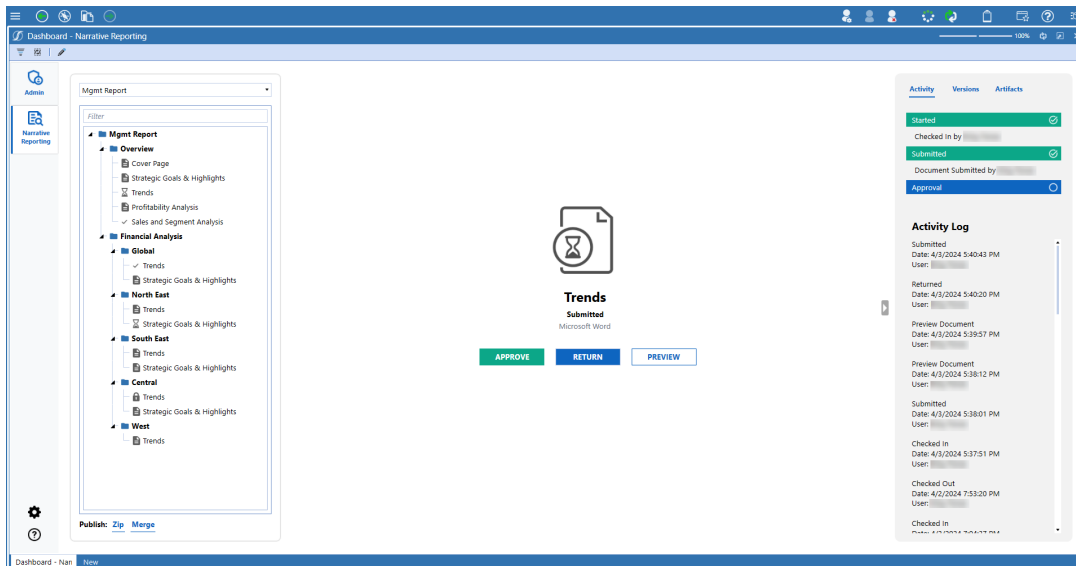 Dashboard - Narrative Reporting
100%
Admin
Narrative
Reporting
Mgmt Report
Filter
Mgmt Report
Overview
Cover Page
Strategic Goals & Highlights
Trends
Profitability Analysis
Sales and Segment Analysis
Financial Analysis
Global
Trends
Strategic Goals & Highlights
North East
Trends
Strategic Goals & Highlights
South East
Trends
Strategic Goals & Highlights
Central
Trends
Strategic Goals & Highlights
West
Trends
Publish: Zip Merge
Trends
Submitted
Microsoft Word
APPROVE RETURN PREVIEW
Activity Versions Artifacts
Started
Checked In by
Submitted
Document Submitted by
Approval
Activity Log
Submitted
Date: 4/3/2024 5:40:43 PM
User:
Returned
Date: 4/3/2024 5:40:20 PM
User:
Preview Document
Date: 4/3/2024 5:39:57 PM
User:
Preview Document
Date: 4/3/2024 5:38:12 PM
User:
Submitted
Date: 4/3/2024 5:38:01 PM
User:
Checked In
Date: 4/3/2024 5:37:51 PM
User:
Checked Out
Date: 4/2/2024 7:53:20 PM
User:
Checked In
Dashboard - Nan New